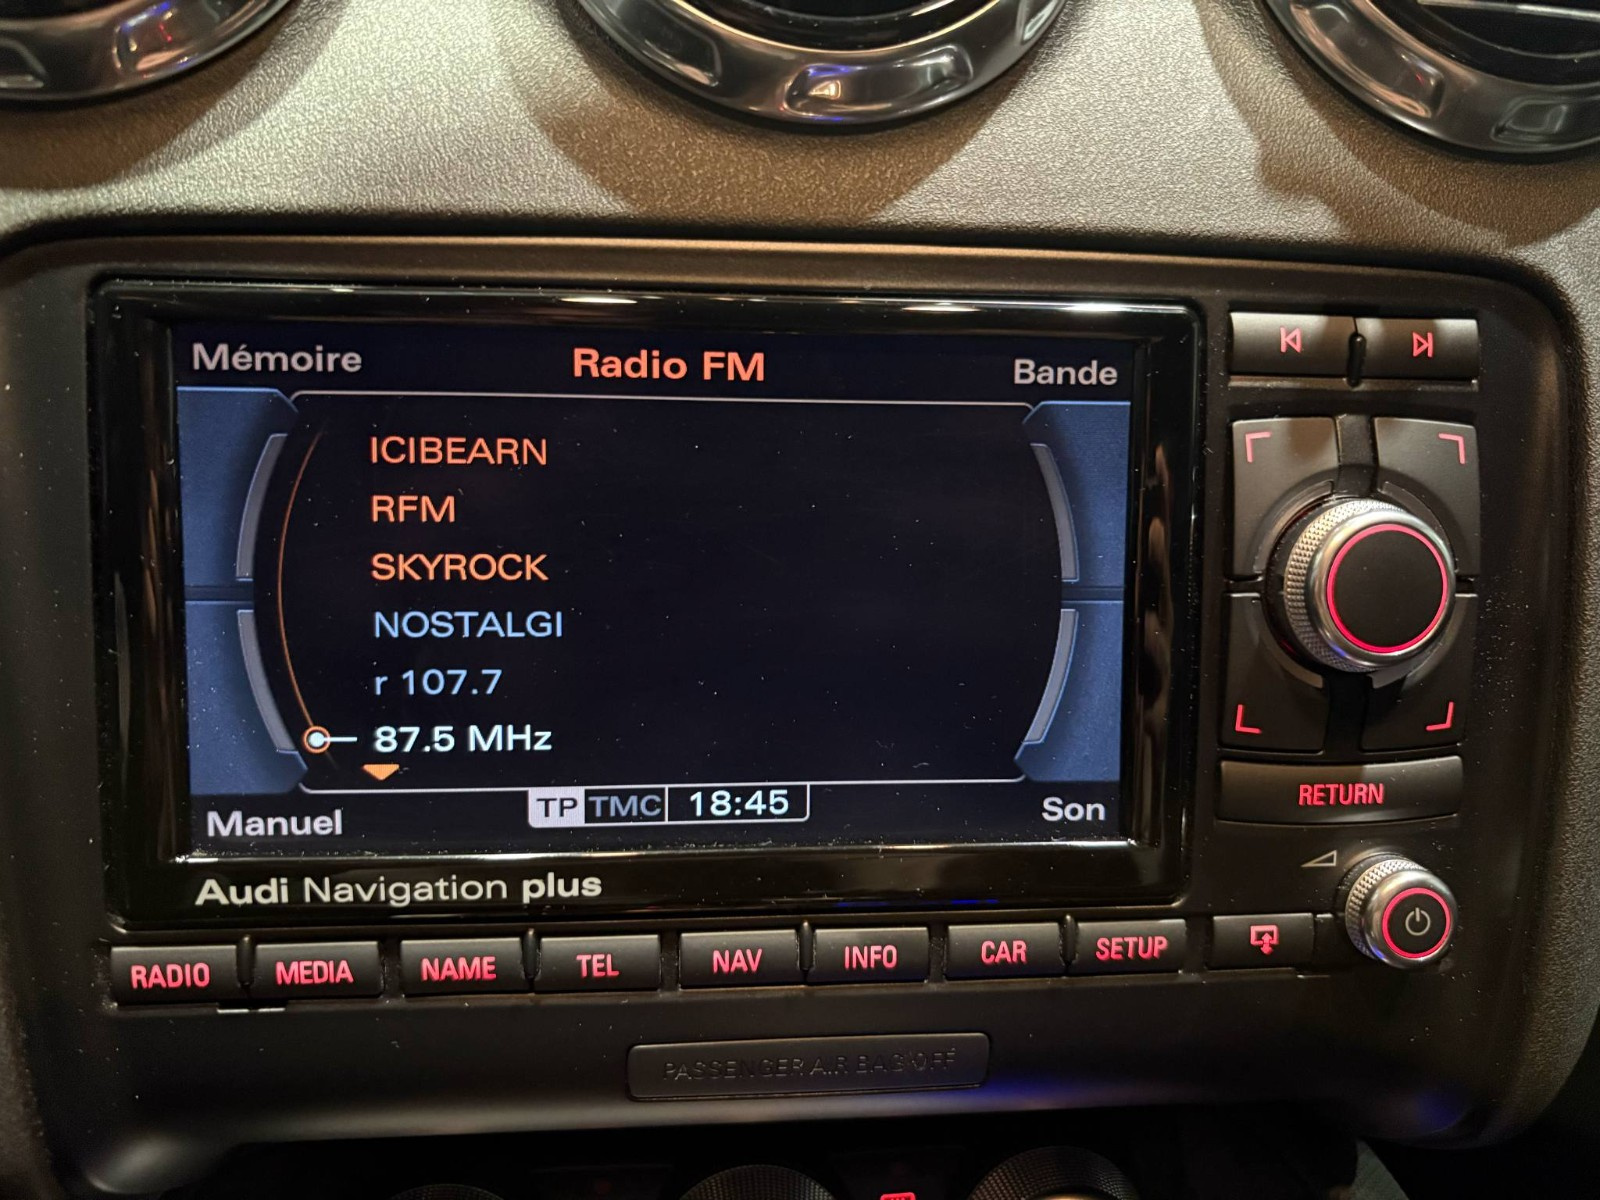 Mémoire Radio FM Bande
ICIBEARN
RFM
SKYROCK
NOSTALGI
r 107.7
87.5 MHz
Manuel TP TMC 18:45 Son
Audi Navigation plus
RETURN
RADIO MEDIA NAME TEL NAV INFO CAR SETUP
PASSENGER AIR BAG OFF